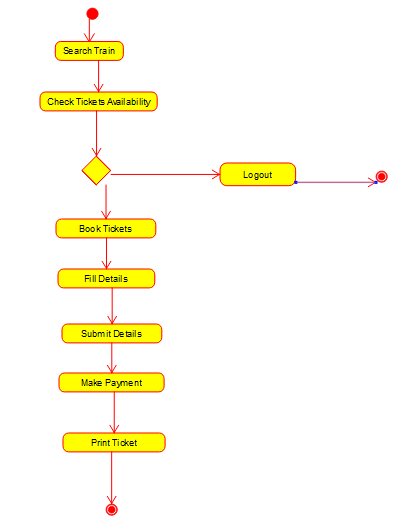 Search Train
Check Tickets Availability
Logout
Book Tickets
Fill Details
Submit Details
Make Payment
Print Ticket